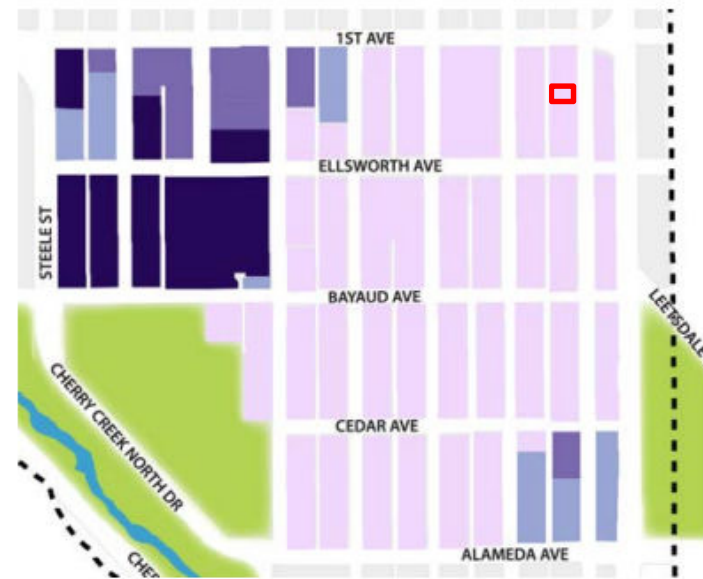 1ST AVE
ELLSWORTH AVE
STEELE ST
BAYAUD AVE
LEETSDALE
CHERRY CREEK NORTH DR
CEDAR AVE
ALAMEDA AVE